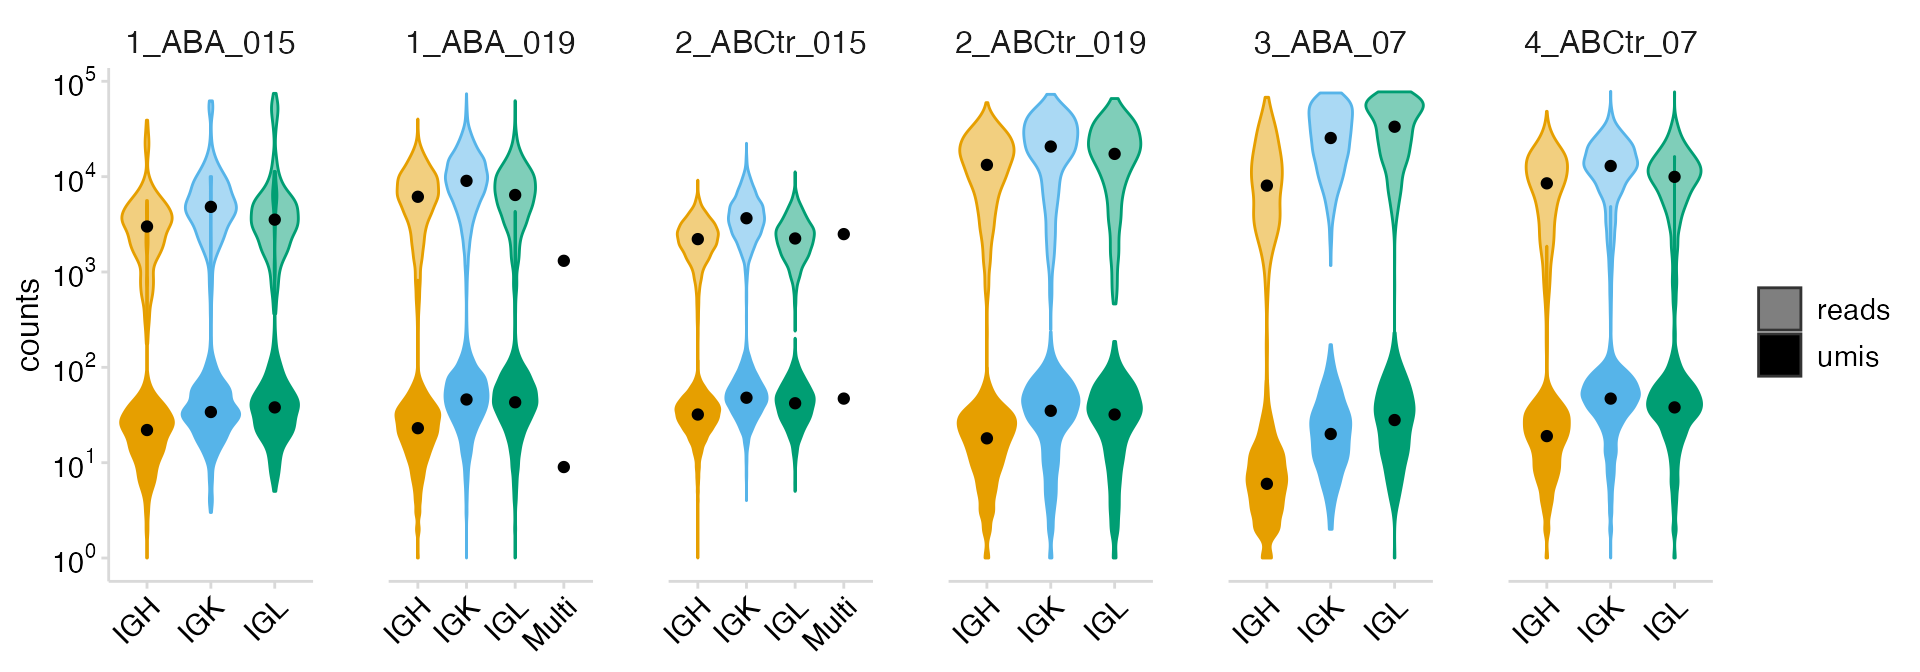 1_ABA_015 1_ABA_019 2_ABCtr_015 2_ABCtr_019 3_ABA_07 4_ABCtr_07
10^5
10^4
10^3
10^2
10^1
10^0
counts
IGH IGK IGL IGH IGK IGL Multi IGH IGK IGL Multi IGH IGK IGL IGH IGK IGL IGH IGK IGL
reads
umis